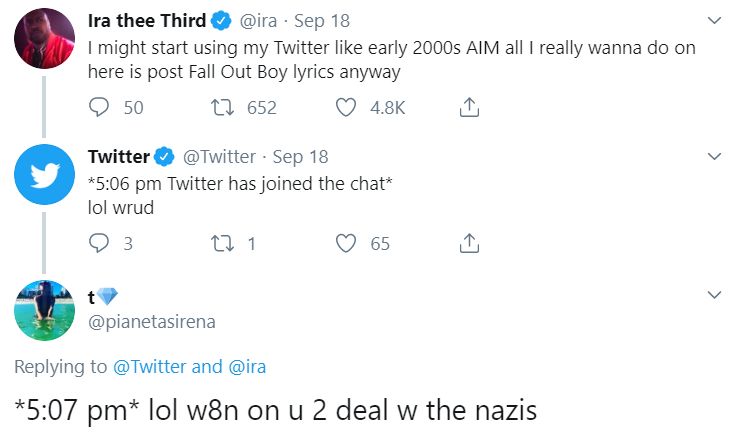 Ira thee Third @ira · Sep 18
I might start using my Twitter like early 2000s AIM all I really wanna do on
here is post Fall Out Boy lyrics anyway
50 652 4.8K
Twitter @Twitter · Sep 18
*5:06 pm Twitter has joined the chat*
lol wrud
3 1 65
t💎
@pianetasirena
Replying to @Twitter and @ira
*5:07 pm* lol w8n on u 2 deal w the nazis